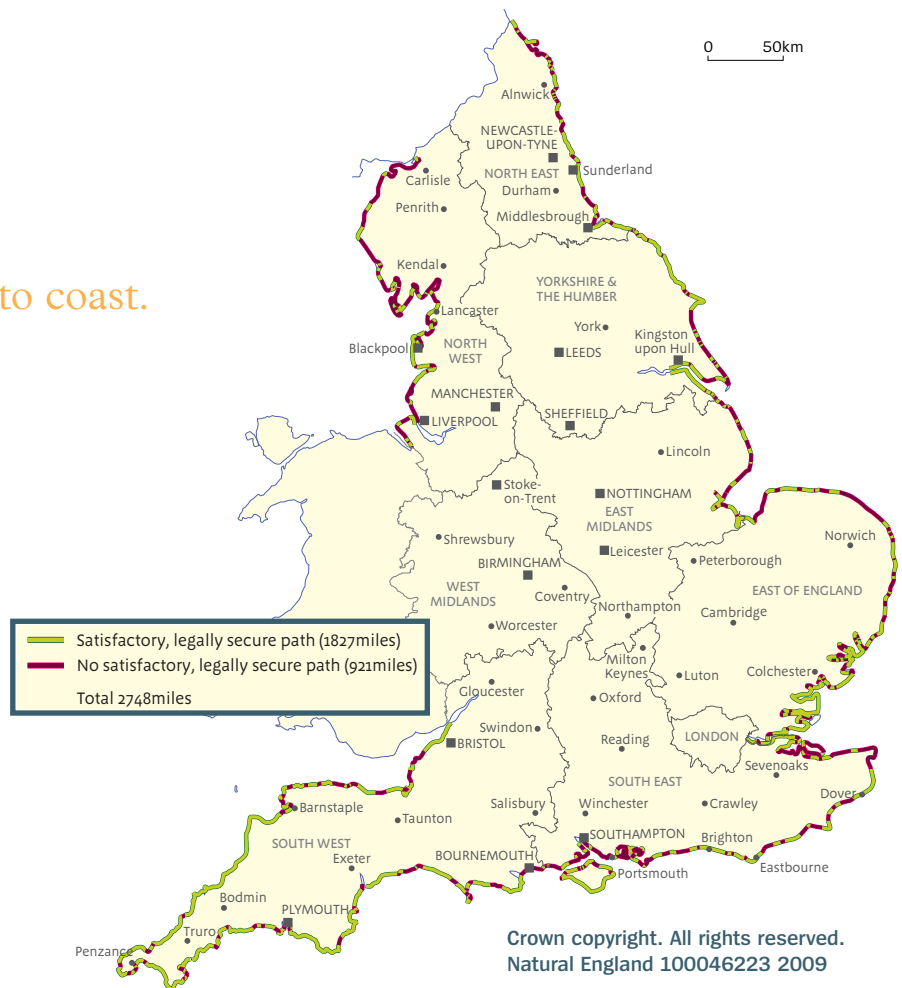 0 50km
Alnwick
NEWCASTLE-
UPON-TYNE
Sunderland
NORTH EAST
Carlisle
Durham
Penrith
Middlesbrough
Kendal
to coast.
YORKSHIRE &
THE HUMBER
Lancaster
York
Kingston
upon Hull
Blackpool
NORTH
WEST
LEEDS
MANCHESTER
SHEFFIELD
LIVERPOOL
Lincoln
Stoke-
on-Trent
NOTTINGHAM
EAST
MIDLANDS
Norwich
Shrewsbury
Leicester
Peterborough
BIRMINGHAM
WEST
MIDLANDS
Coventry
EAST OF ENGLAND
Northampton
Cambridge
Worcester
Satisfactory, legally secure path (1827miles)
No satisfactory, legally secure path (921miles)
Total 2748miles
Milton
Keynes
Luton
Colchester
Gloucester
Oxford
Swindon
BRISTOL
Reading
LONDON
Sevenoaks
SOUTH EAST
Dover
Barnstaple
Salisbury
Winchester
Crawley
Taunton
SOUTHAMPTON
Brighton
SOUTH WEST
Exeter
BOURNEMOUTH
Portsmouth
Eastbourne
Bodmin
PLYMOUTH
Truro
Penzance
Crown copyright. All rights reserved.
Natural England 100046223 2009